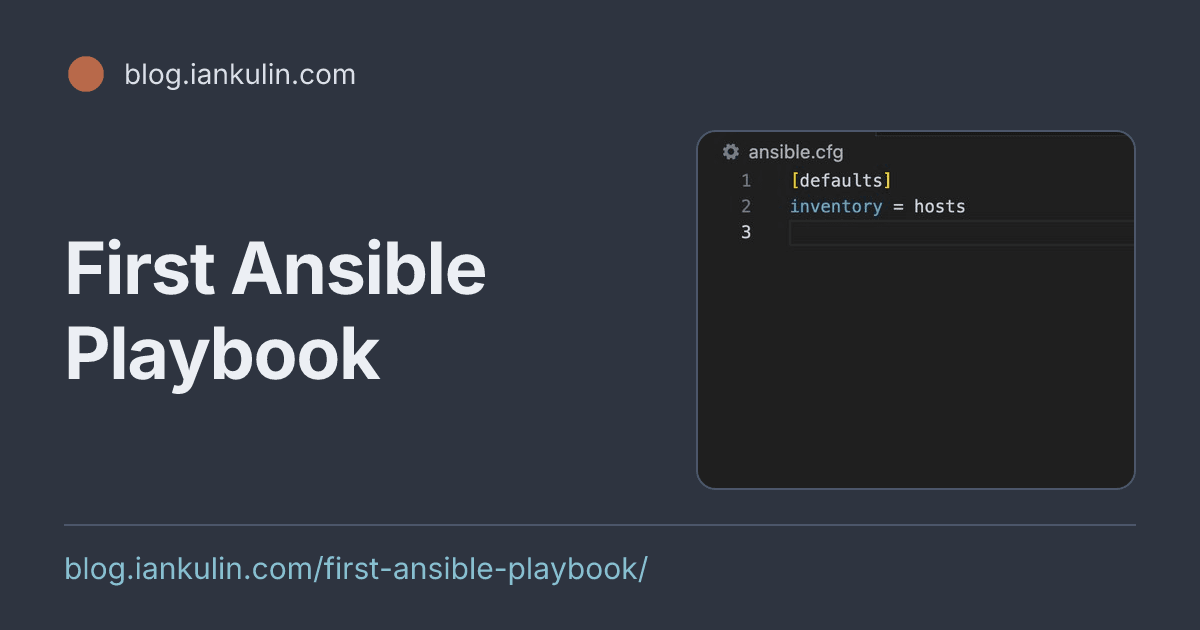 blog.iankulin.com
First Ansible
Playbook
ansible.cfg
1 [defaults]
2 inventory = hosts
3
blog.iankulin.com/first-ansible-playbook/